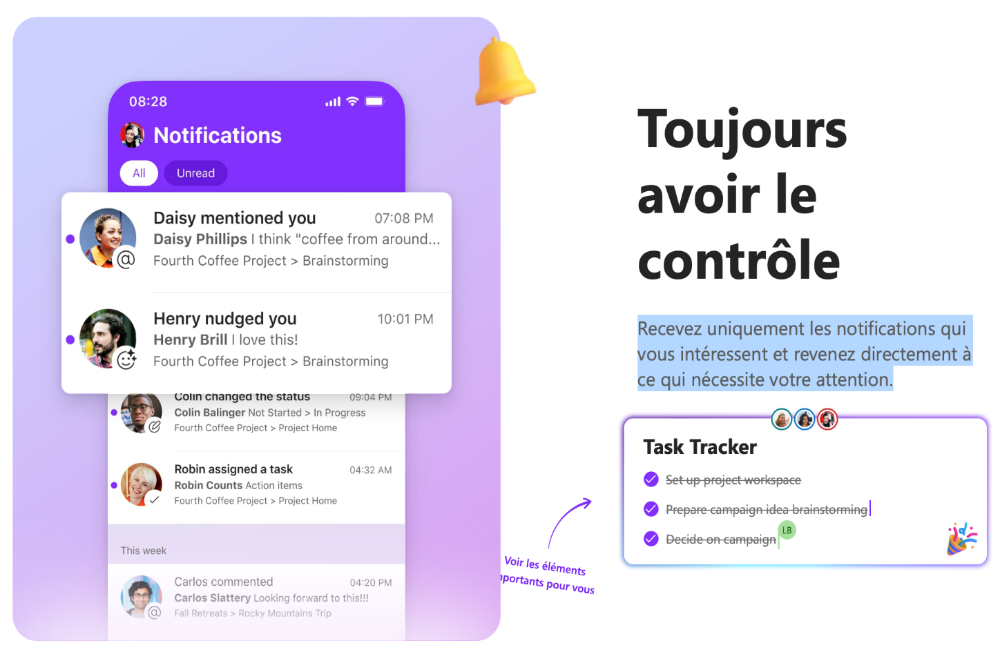 08:28
Notifications
All
Unread
Daisy mentioned you
07:08 PM
Daisy Phillips I think "coffee from around...
Fourth Coffee Project > Brainstorming
Henry nudged you
10:01 PM
Henry Brill I love this!
Fourth Coffee Project > Brainstorming
Colin changed the status
09:04 PM
Colin Balinger Not Started > In Progress
Fourth Coffee Project > Project Home
Robin assigned a task
04:32 AM
Robin Counts Action items
Fourth Coffee Project > Project Home
This week
Carlos commented
04:20 PM
Carlos Slattery Looking forward to this!!!
Fall Retreats > Rocky Mountains Trip
Toujours
avoir le
contrôle
Recevez uniquement les notifications qui
vous intéressent et revenez directement à
ce qui nécessite votre attention.
Task Tracker
Set up project workspace
Prepare campaign idea brainstorming
Decide on campaign
LB
Voir les éléments
mportants pour vous